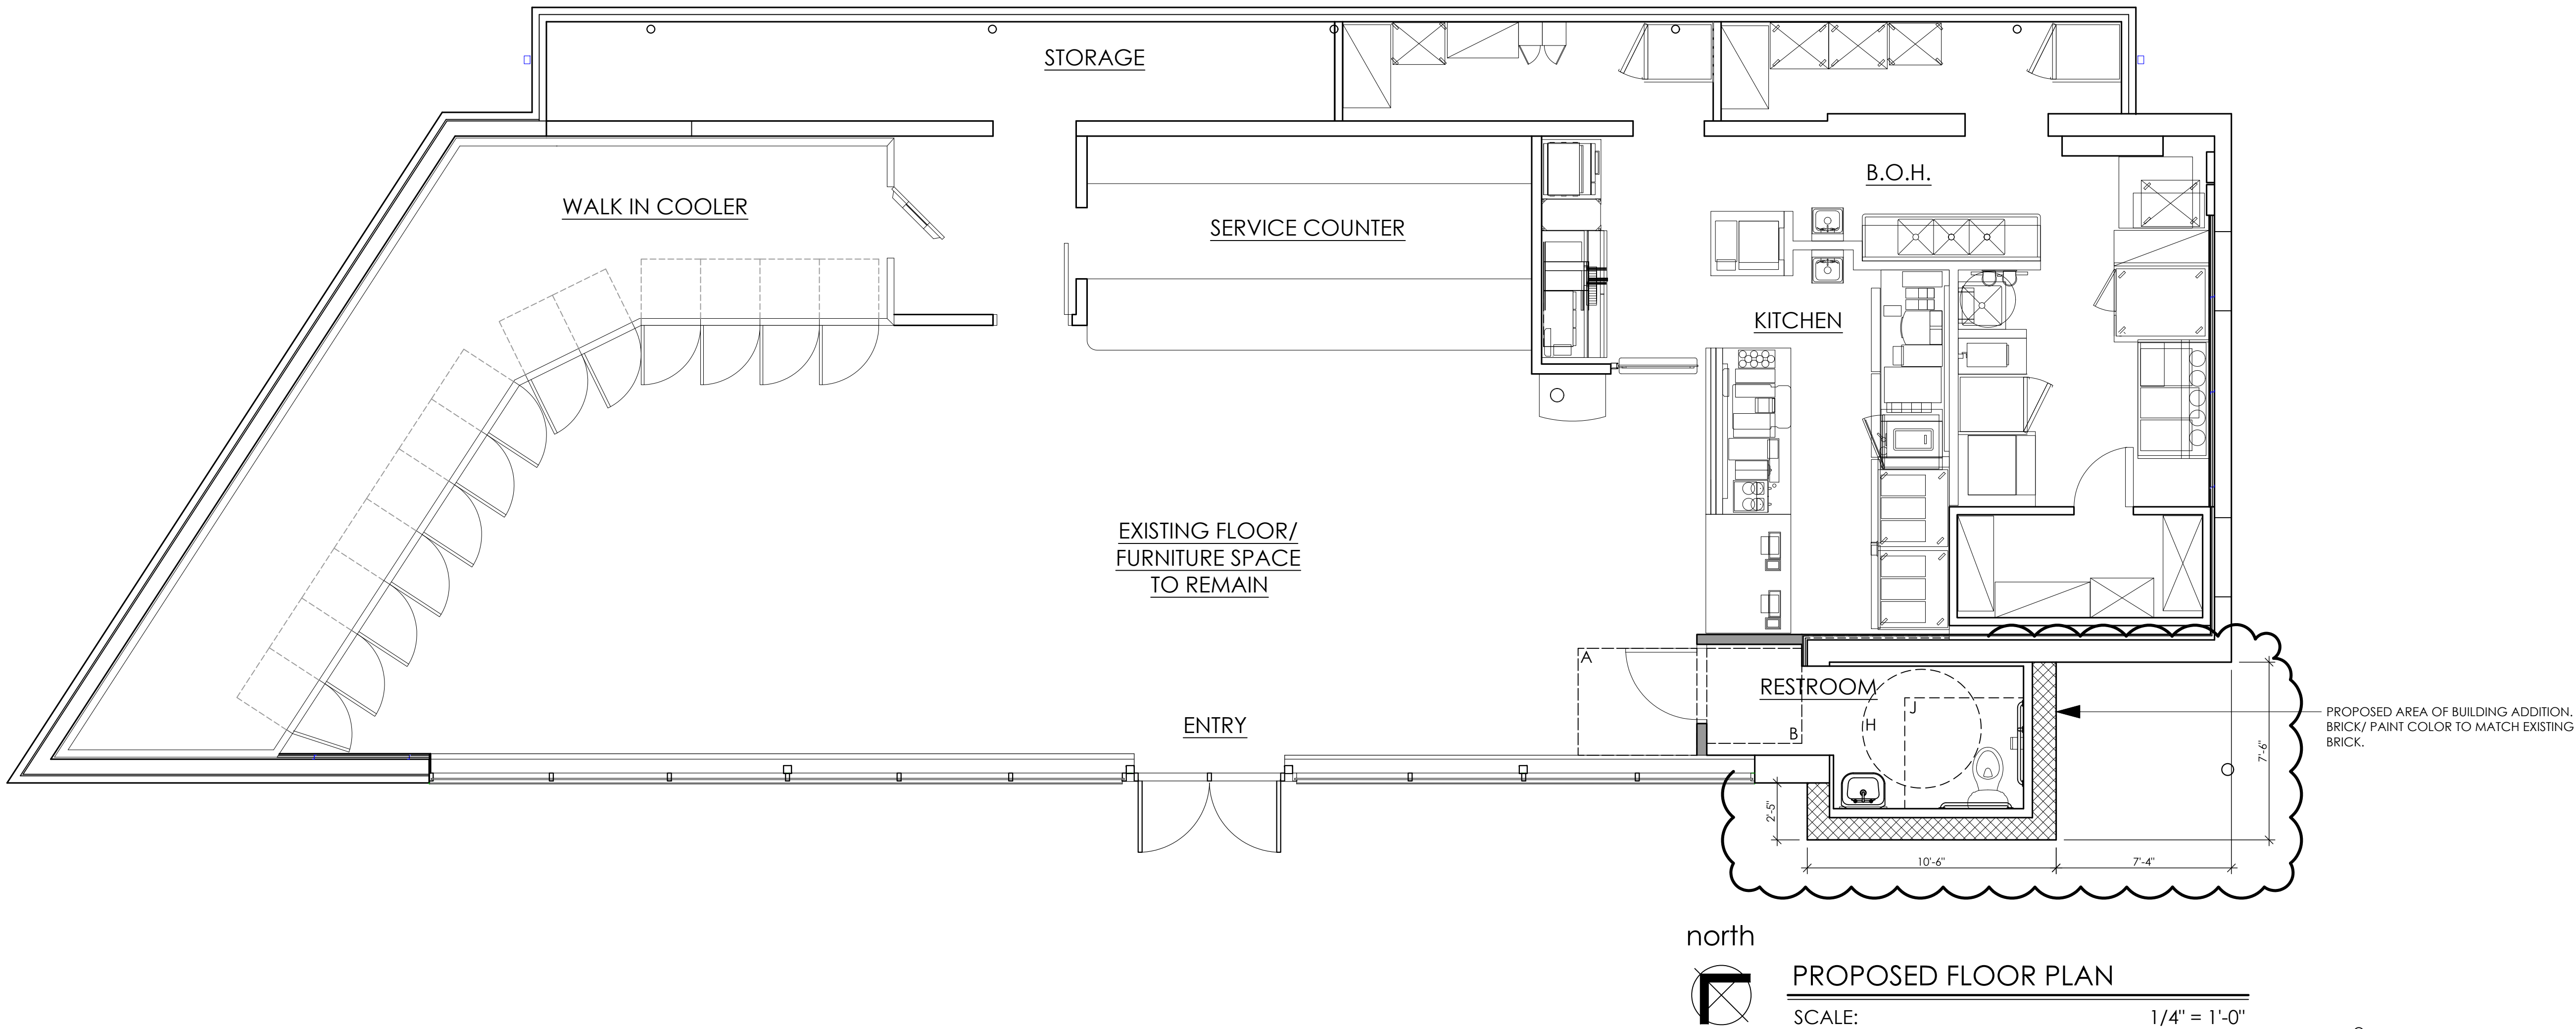 STORAGE
WALK IN COOLER
SERVICE COUNTER
B.O.H.
KITCHEN
EXISTING FLOOR/
FURNITURE SPACE
TO REMAIN
A
RESTROOM
J
H
B
ENTRY
PROPOSED AREA OF BUILDING ADDITION.
BRICK/ PAINT COLOR TO MATCH EXISTING
BRICK.
7'-6"
2'-5"
10'-6"
7'-4"
north
PROPOSED FLOOR PLAN
SCALE: 1/4" = 1'-0"